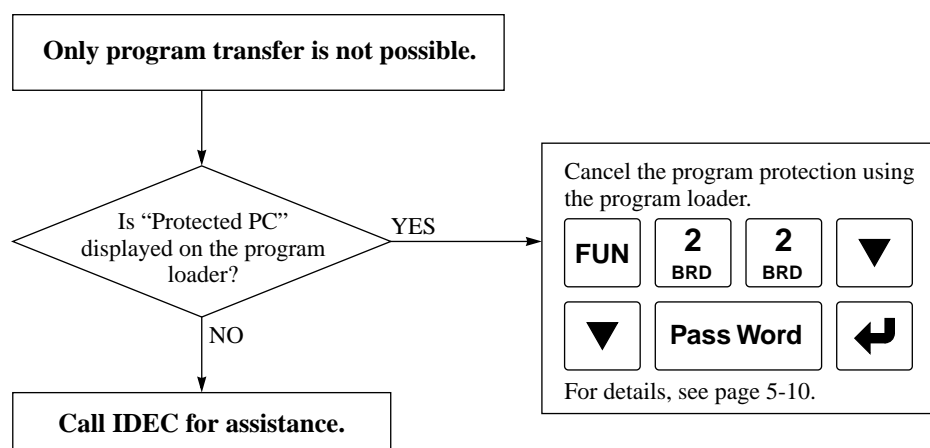 Only program transfer is not possible.
Is “Protected PC”
displayed on the program
loader?
YES
NO
Call IDEC for assistance.
Cancel the program protection using
the program loader.
FUN 2 BRD 2 BRD ▼
▼ Pass Word ↵
For details, see page 5-10.